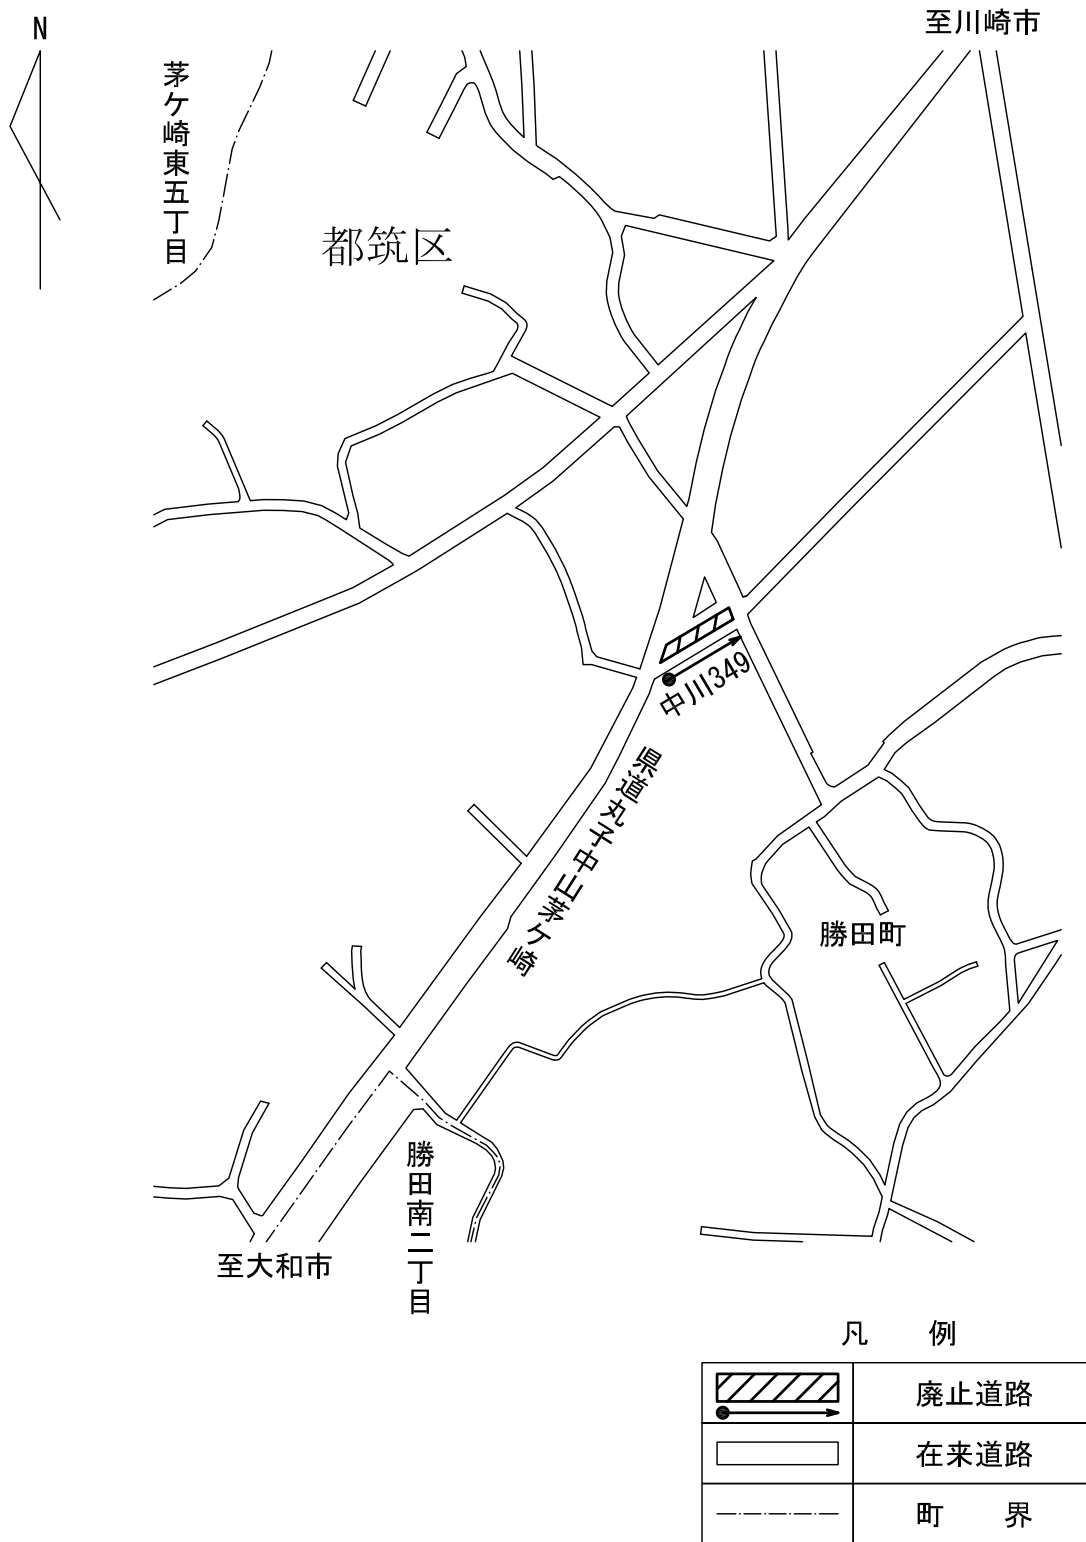 N
至川崎市
茅ケ崎東五丁目
都筑区
中川349
県道丸子中山茅ケ崎
勝田町
勝田南二丁目
至大和市
凡 例
廃止道路
在来道路
町 界